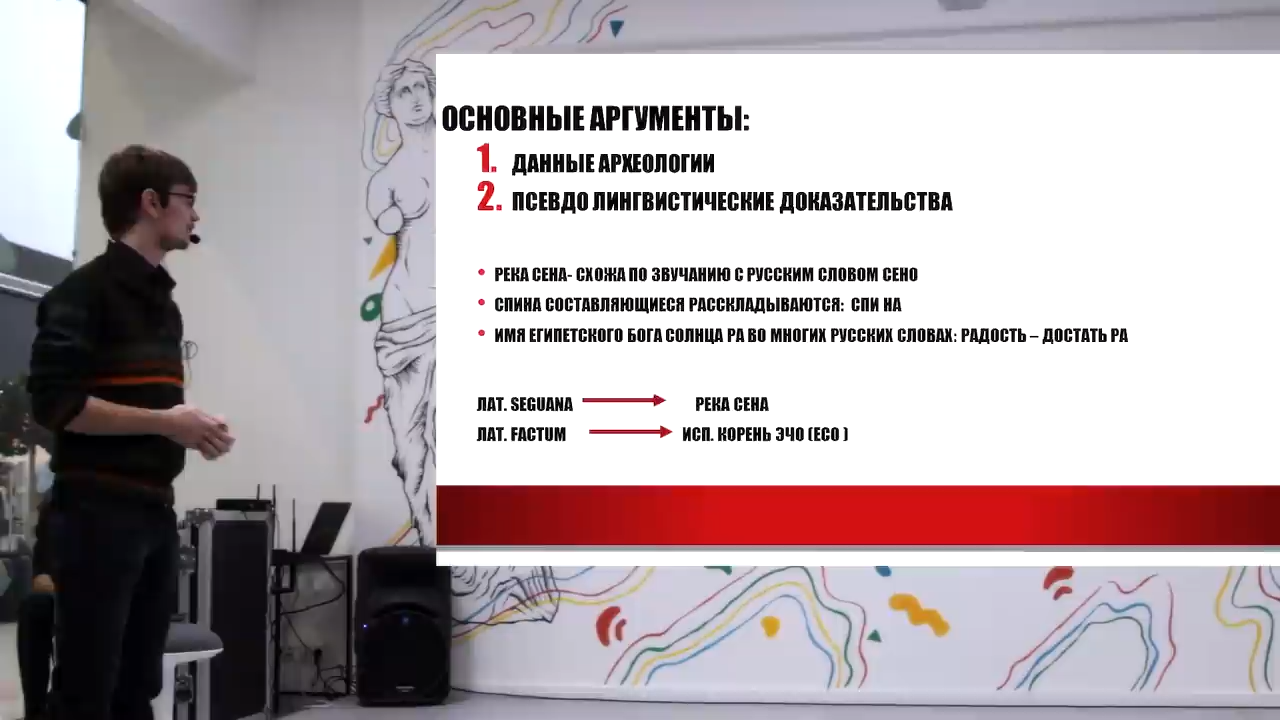 ОСНОВНЫЕ АРГУМЕНТЫ:
1. ДАННЫЕ АРХЕОЛОГИИ
2. ПСЕВДО ЛИНГВИСТИЧЕСКИЕ ДОКАЗАТЕЛЬСТВА
• РЕКА СЕНА- СХОЖА ПО ЗВУЧАНИЮ С РУССКИМ СЛОВОМ СЕНО
• СПИНА СОСТАВЛЯЮЩИЕСЯ РАССКЛАДЫВАЮТСЯ: СПИ НА
• ИМЯ ЕГИПЕТСКОГО БОГА СОЛНЦА РА ВО МНОГИХ РУССКИХ СЛОВАХ: РАДОСТЬ – ДОСТАТЬ РА
ЛАТ. SEGUANA РЕКА СЕНА
ЛАТ. FACTUM ИСП. КОРЕНЬ ЭЧО (ECO )